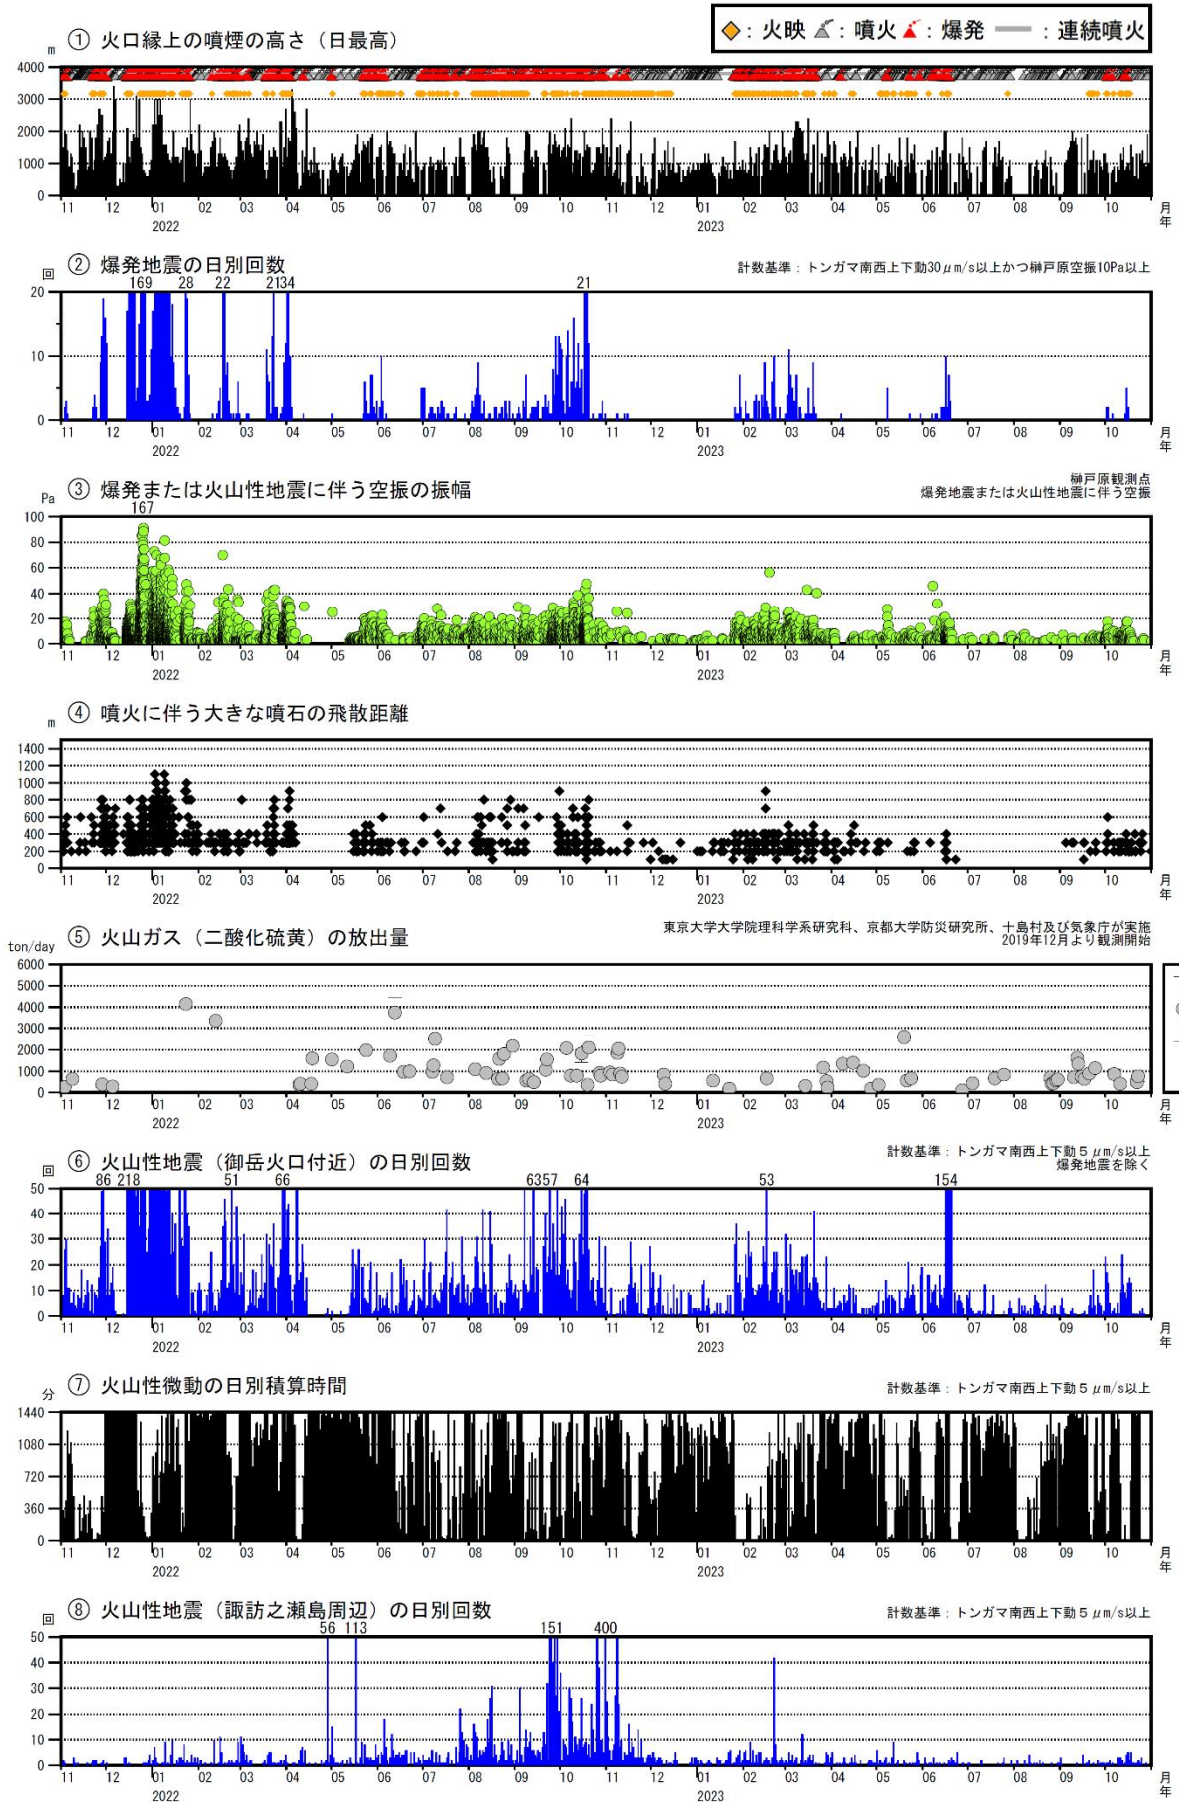 ◆：火映 ：噴火 ：爆発 ：連続噴火
① 火口縁上の噴煙の高さ（日最高）
m
4000
3000
2000
1000
0
11 12 01 02 03 04 05 06 07 08 09 10 11 12 01 02 03 04 05 06 07 08 09 10 月
2022 2023 年
② 爆発地震の日別回数
回
計数基準：トンガマ南西上下動30μm/s以上かつ榊戸原空振10Pa以上
169 28 22 21 34 21
20
10
0
11 12 01 02 03 04 05 06 07 08 09 10 11 12 01 02 03 04 05 06 07 08 09 10 月
2022 2023 年
③ 爆発または火山性地震に伴う空振の振幅
Pa
榊戸原観測点
爆発地震または火山性地震に伴う空振
167
100
80
60
40
20
0
11 12 01 02 03 04 05 06 07 08 09 10 11 12 01 02 03 04 05 06 07 08 09 10 月
2022 2023 年
④ 噴火に伴う大きな噴石の飛散距離
m
1400
1200
1000
800
600
400
200
0
11 12 01 02 03 04 05 06 07 08 09 10 11 12 01 02 03 04 05 06 07 08 09 10 月
2022 2023 年
⑤ 火山ガス（二酸化硫黄）の放出量
ton/day
東京大学大学院理科学系研究科、京都大学防災研究所、十島村及び気象庁が実施
2019年12月より観測開始
6000
5000
4000
3000
2000
1000
0
11 12 01 02 03 04 05 06 07 08 09 10 11 12 01 02 03 04 05 06 07 08 09 10 月
2022 2023 年
⑥ 火山性地震（御岳火口付近）の日別回数
回
計数基準：トンガマ南西上下動５μm/s以上
爆発地震を除く
86 218 51 66 63 57 64 53 154
50
40
30
20
10
0
11 12 01 02 03 04 05 06 07 08 09 10 11 12 01 02 03 04 05 06 07 08 09 10 月
2022 2023 年
⑦ 火山性微動の日別積算時間
分
計数基準：トンガマ南西上下動５μm/s以上
1440
1080
720
360
0
11 12 01 02 03 04 05 06 07 08 09 10 11 12 01 02 03 04 05 06 07 08 09 10 月
2022 2023 年
⑧ 火山性地震（諏訪之瀬島周辺）の日別回数
回
計数基準：トンガマ南西上下動５μm/s以上
56 113 151 400
50
40
30
20
10
0
11 12 01 02 03 04 05 06 07 08 09 10 11 12 01 02 03 04 05 06 07 08 09 10 月
2022 2023 年